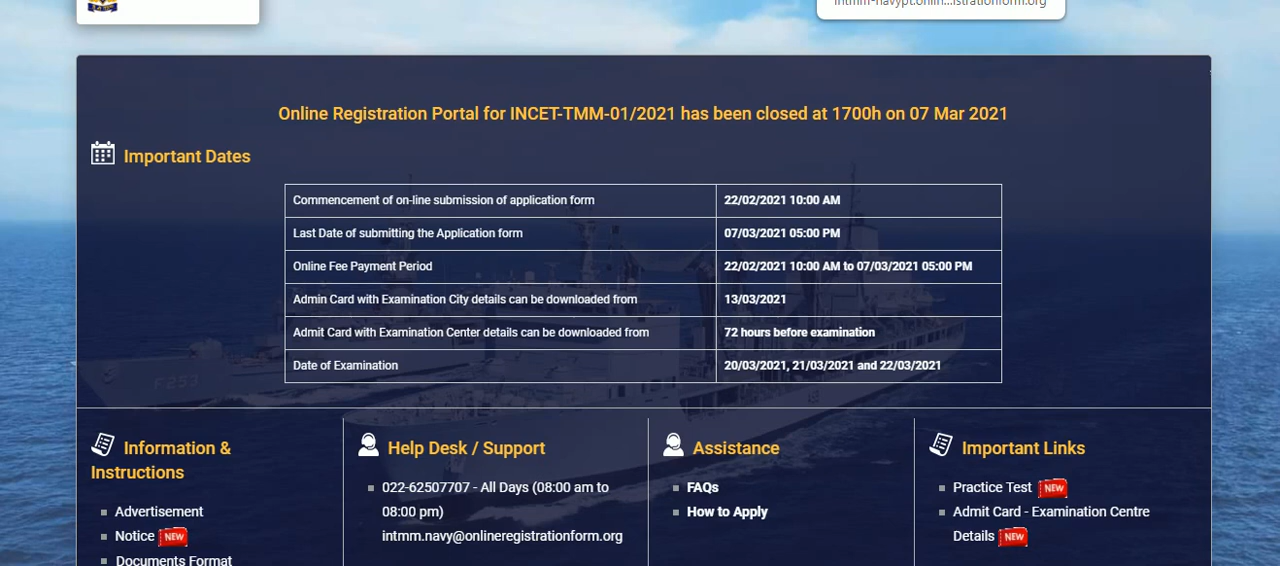 Online Registration Portal for INCET-TMM-01/2021 has been closed at 1700h on 07 Mar 2021
Important Dates
Commencement of on-line submission of application form 22/02/2021 10:00 AM
Last Date of submitting the Application form 07/03/2021 05:00 PM
Online Fee Payment Period 22/02/2021 10:00 AM to 07/03/2021 05:00 PM
Admin Card with Examination City details can be downloaded from 13/03/2021
Admit Card with Examination Center details can be downloaded from 72 hours before examination
Date of Examination 20/03/2021, 21/03/2021 and 22/03/2021
F253
Information &
Instructions
Advertisement
Notice NEW
Documents Format
Help Desk / Support
022-62507707 - All Days (08:00 am to
08:00 pm)
intmm.navy@onlineregistrationform.org
Assistance
FAQs
How to Apply
Important Links
Practice Test NEW
Admit Card - Examination Centre
Details NEW